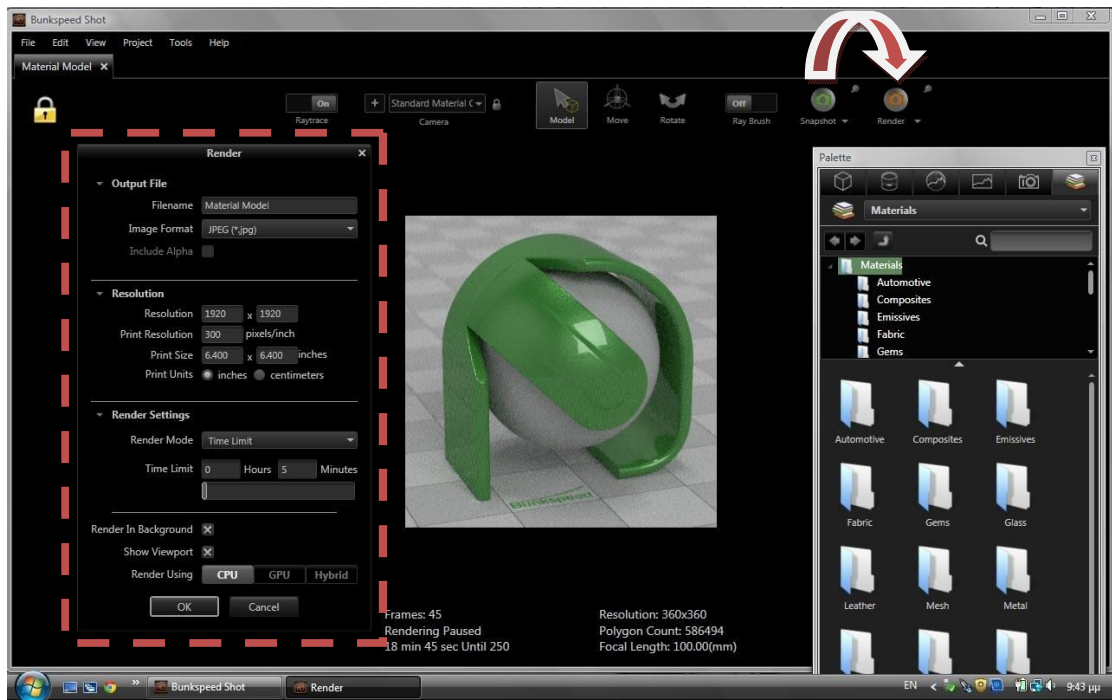 Bunkspeed Shot
File Edit View Project Tools Help
Material Model
On
Raytrace
Standard Material (
Camera
Model
Move
Rotate
Off
Ray Brush
Snapshot
Render
Render
Output File
Filename Material Model
Image Format JPEG (*.jpg)
Include Alpha
Resolution
Resolution 1920 x 1920
Print Resolution 300 pixels/inch
Print Size 6.400 x 6.400 inches
Print Units inches centimeters
Render Settings
Render Mode Time Limit
Time Limit 0 Hours 5 Minutes
Render In Background
Show Viewport
Render Using CPU GPU Hybrid
OK Cancel
Bunkspeed
Frames: 45
Rendering Paused
18 min 45 sec Until 250
Resolution: 360x360
Polygon Count: 586494
Focal Length: 100.00(mm)
Palette
Materials
Materials
Automotive
Composites
Emissives
Fabric
Gems
Automotive Composites Emissives
Fabric Gems Glass
Leather Mesh Metal
Bunkspeed Shot
Render
EN
9:43 μμ